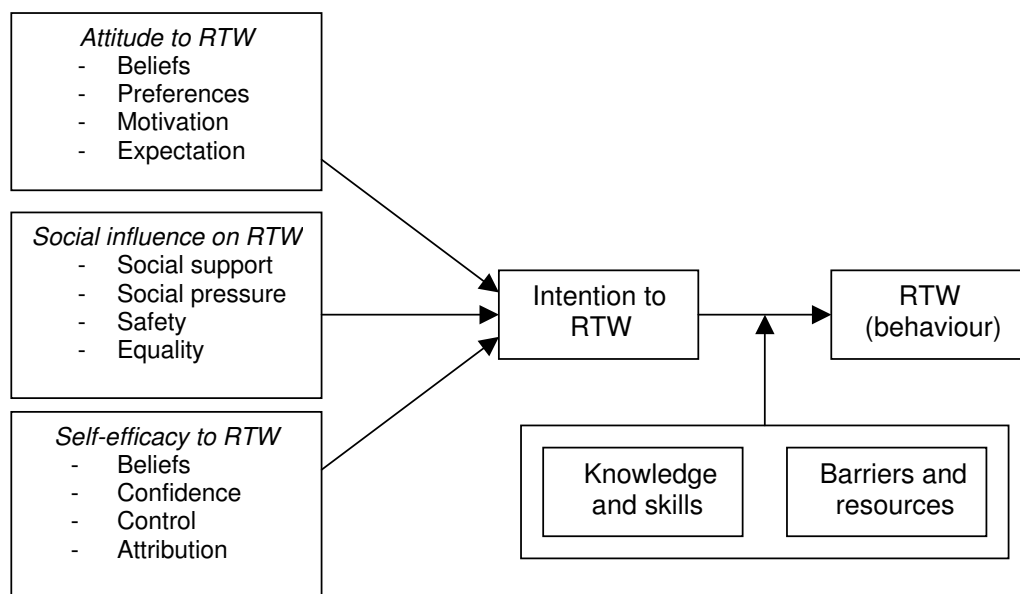 Attitude to RTW
- Beliefs
- Preferences
- Motivation
- Expectation
Social influence on RTW
- Social support
- Social pressure
- Safety
- Equality
Self-efficacy to RTW
- Beliefs
- Confidence
- Control
- Attribution
Intention to
RTW
RTW
(behaviour)
Knowledge
and skills
Barriers and
resources